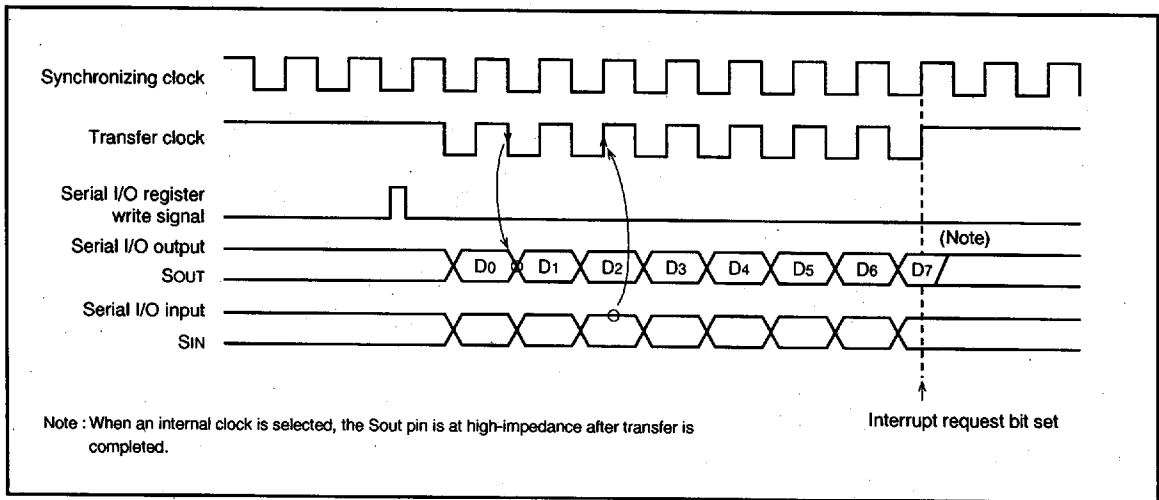 Synchronizing clock
Transfer clock
Serial I/O register
write signal
Serial I/O output
SOUT
(Note)
D0 D1 D2 D3 D4 D5 D6 D7
Serial I/O input
SIN
Interrupt request bit set
Note : When an internal clock is selected, the Sout pin is at high-impedance after transfer is
completed.